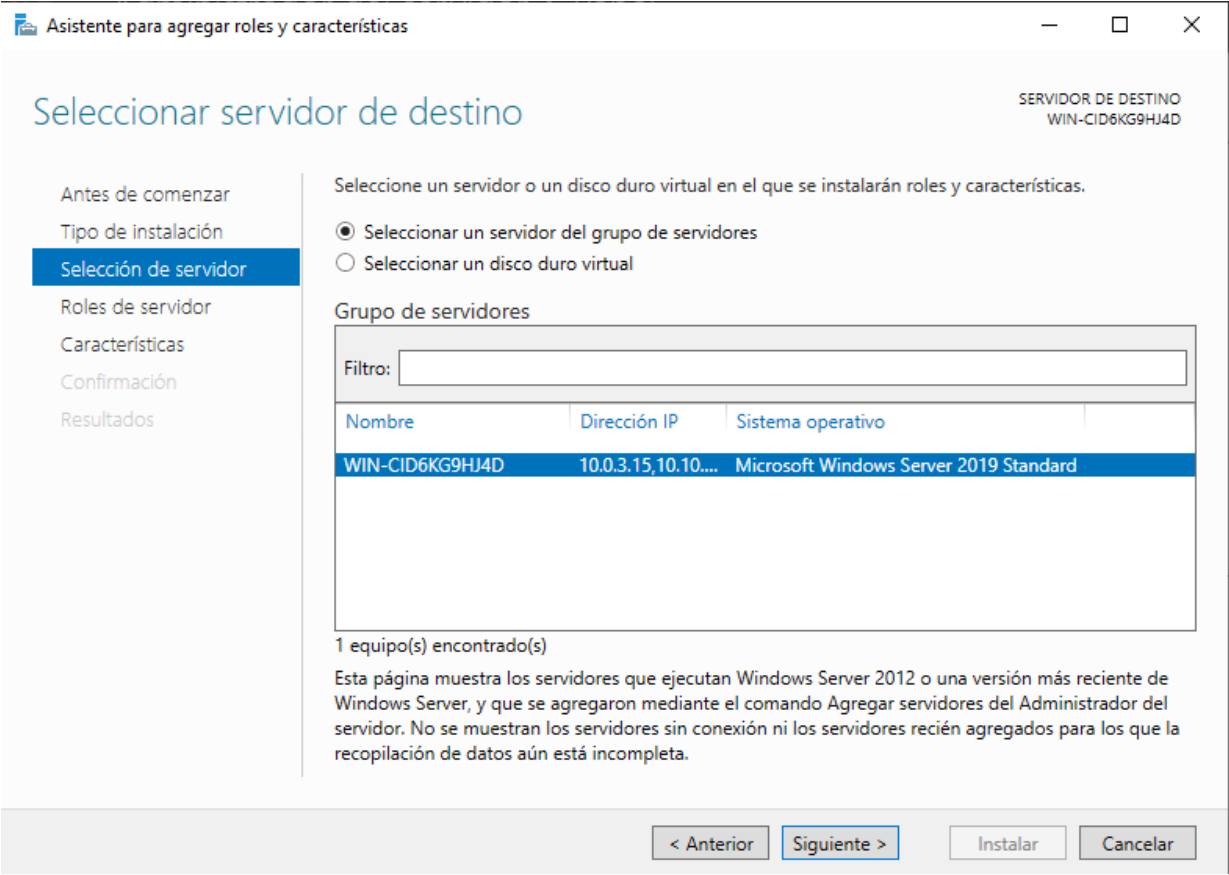 Asistente para agregar roles y características
Seleccionar servidor de destino
SERVIDOR DE DESTINO
WIN-CID6KG9HJ4D
Antes de comenzar
Tipo de instalación
Selección de servidor
Roles de servidor
Características
Confirmación
Resultados
Seleccione un servidor o un disco duro virtual en el que se instalarán roles y características.
Seleccionar un servidor del grupo de servidores
Seleccionar un disco duro virtual
Grupo de servidores
Filtro:
Nombre Dirección IP Sistema operativo
WIN-CID6KG9HJ4D 10.0.3.15,10.10.... Microsoft Windows Server 2019 Standard
1 equipo(s) encontrado(s)
Esta página muestra los servidores que ejecutan Windows Server 2012 o una versión más reciente de
Windows Server, y que se agregaron mediante el comando Agregar servidores del Administrador del
servidor. No se muestran los servidores sin conexión ni los servidores recién agregados para los que la
recopilación de datos aún está incompleta.
< Anterior Siguiente > Instalar Cancelar